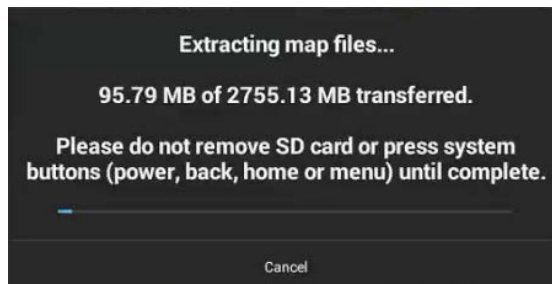 Extracting map files...
95.79 MB of 2755.13 MB transferred.
Please do not remove SD card or press system
buttons (power, back, home or menu) until complete.
Cancel